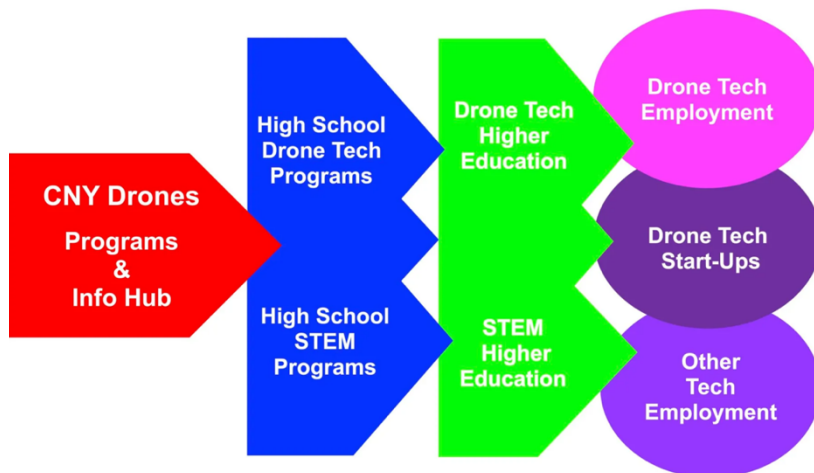 CNY Drones
Programs
&
Info Hub
High School
Drone Tech
Programs
High School
STEM
Programs
Drone Tech
Higher
Education
STEM
Higher
Education
Drone Tech
Employment
Drone Tech
Start-Ups
Other
Tech
Employment